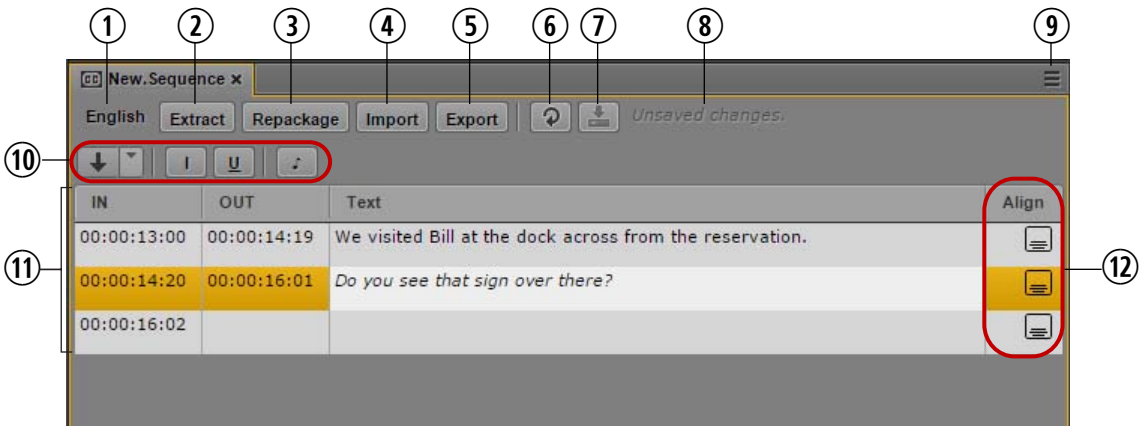 1 2 3 4 5 6 7 8 9
CC New.Sequence ×
English Extract Repackage Import Export Unsaved changes.
10 I U ♪
IN OUT Text Align
00:00:13:00 00:00:14:19 We visited Bill at the dock across from the reservation.
11 00:00:14:20 00:00:16:01 Do you see that sign over there? 12
00:00:16:02